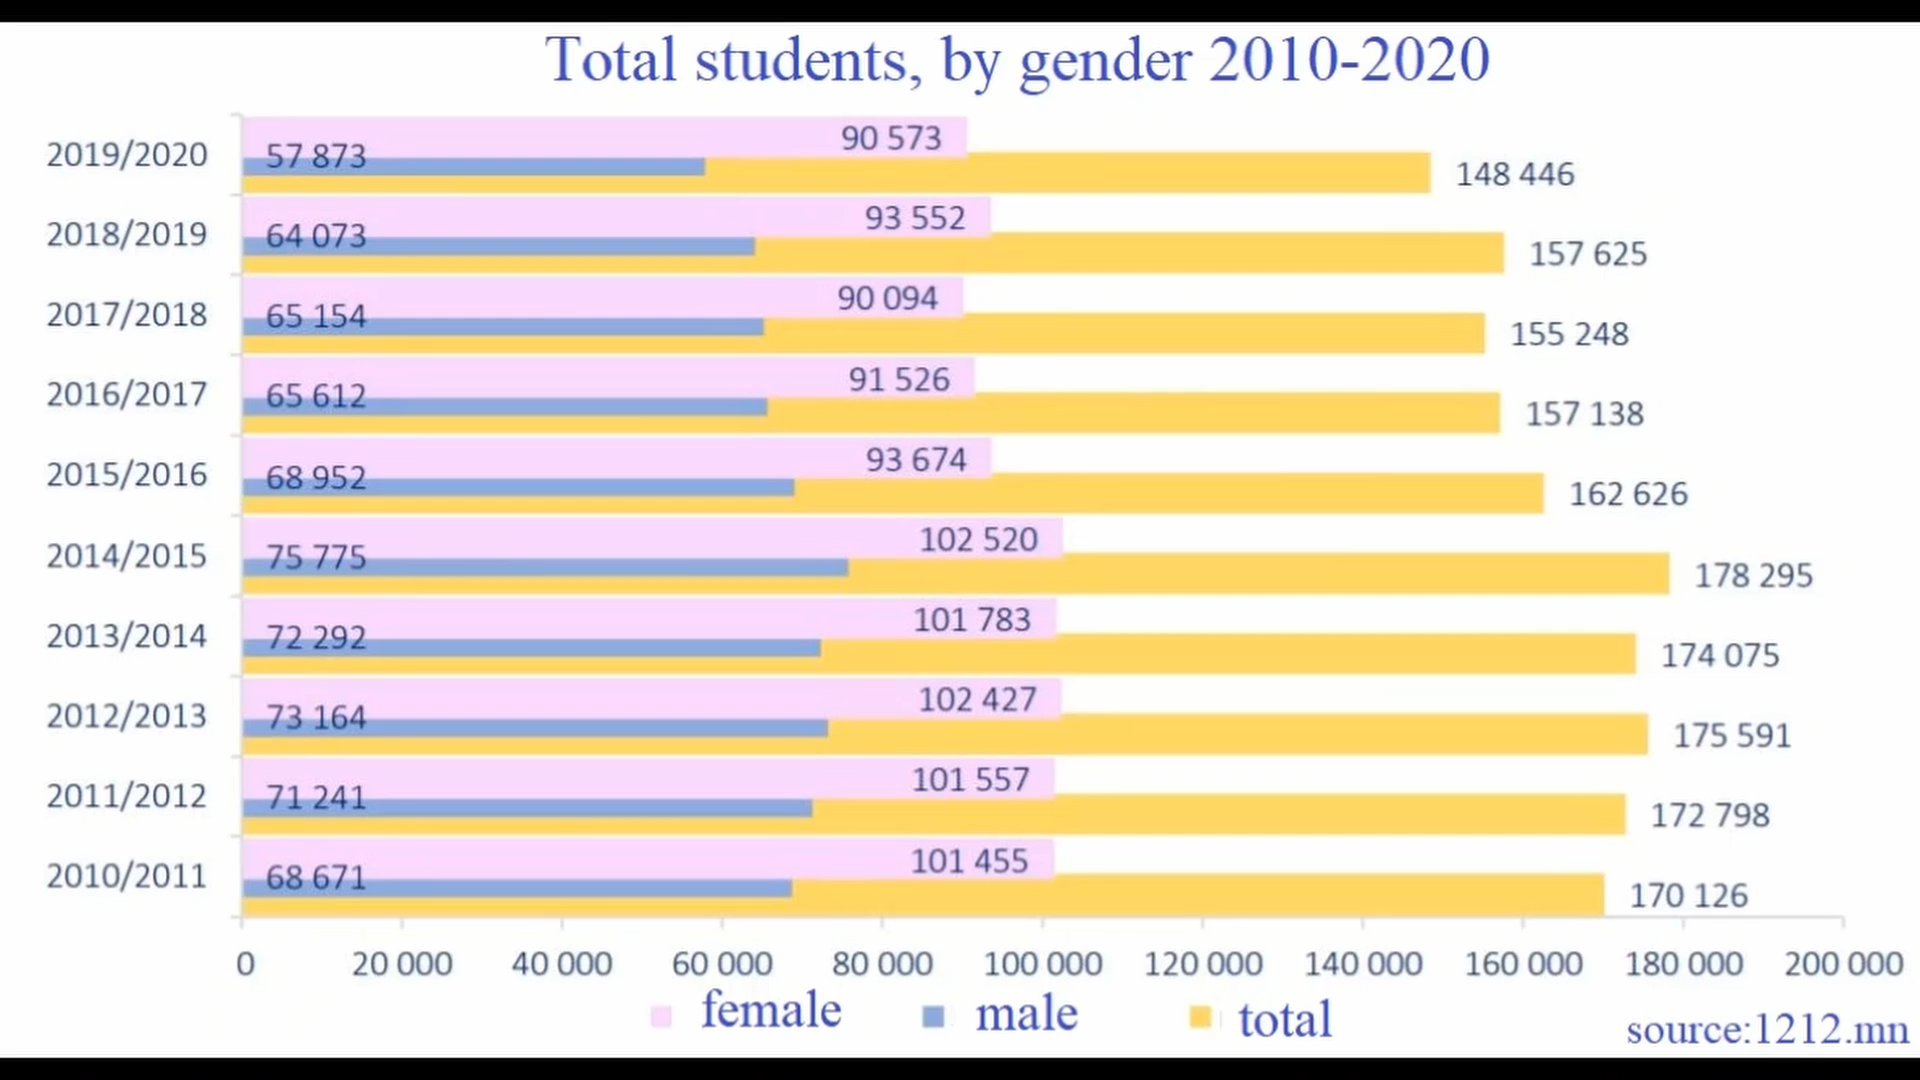 Total students, by gender 2010-2020
2019/2020 57 873 90 573 148 446
2018/2019 64 073 93 552 157 625
2017/2018 65 154 90 094 155 248
2016/2017 65 612 91 526 157 138
2015/2016 68 952 93 674 162 626
2014/2015 75 775 102 520 178 295
2013/2014 72 292 101 783 174 075
2012/2013 73 164 102 427 175 591
2011/2012 71 241 101 557 172 798
2010/2011 68 671 101 455 170 126
0 20 000 40 000 60 000 80 000 100 000 120 000 140 000 160 000 180 000 200 000
female male total
source:1212.mn